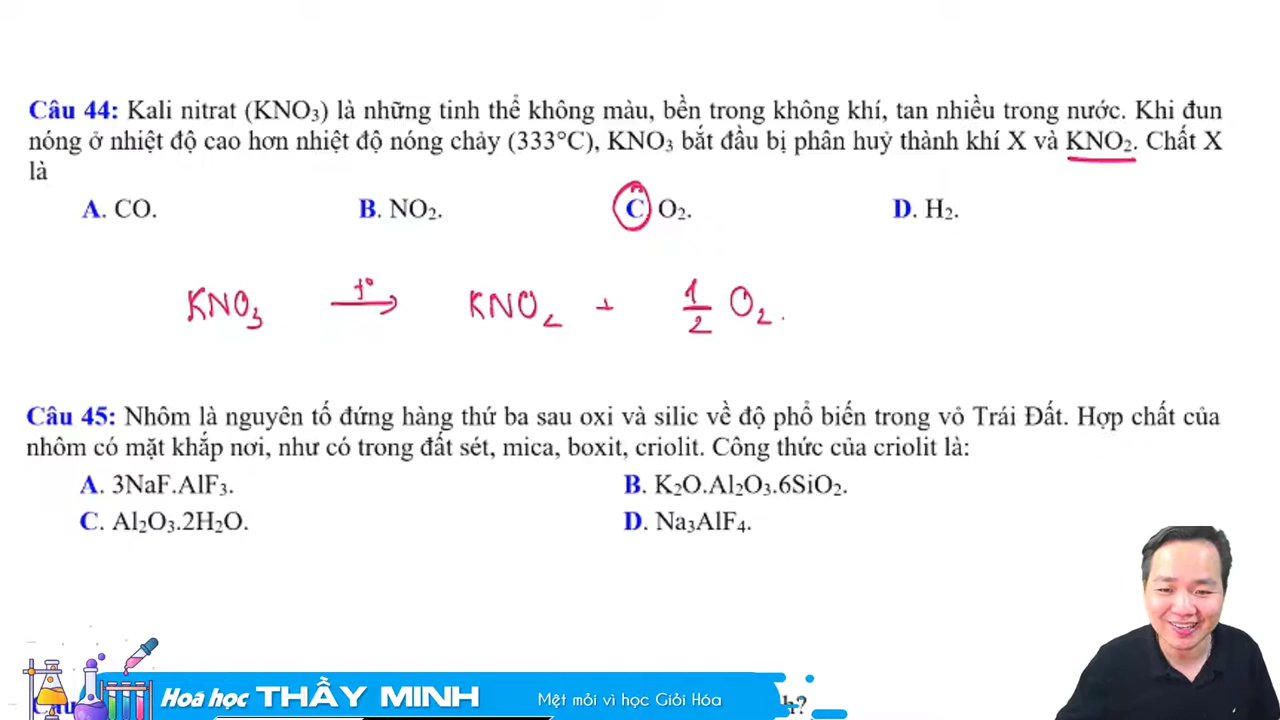 Câu 44: Kali nitrat (KNO₃) là những tinh thể không màu, bền trong không khí, tan nhiều trong nước. Khi đun
nóng ở nhiệt độ cao hơn nhiệt độ nóng chảy (333°C), KNO₃ bắt đầu bị phân huỷ thành khí X và KNO₂. Chất X
là
A. CO. B. NO₂. C O₂. D. H₂.
KNO₃ t° → KNO₂ + 1/2 O₂.
Câu 45: Nhôm là nguyên tố đứng hàng thứ ba sau oxi và silic về độ phổ biến trong vỏ Trái Đất. Hợp chất của
nhôm có mặt khắp nơi, như có trong đất sét, mica, boxit, criolit. Công thức của criolit là:
A. 3NaF.AlF₃. B. K₂O.Al₂O₃.6SiO₂.
C. Al₂O₃.2H₂O. D. Na₃AlF₄.
Hoá học THẦY MINH Mệt mỏi vì học Giỏi Hóa